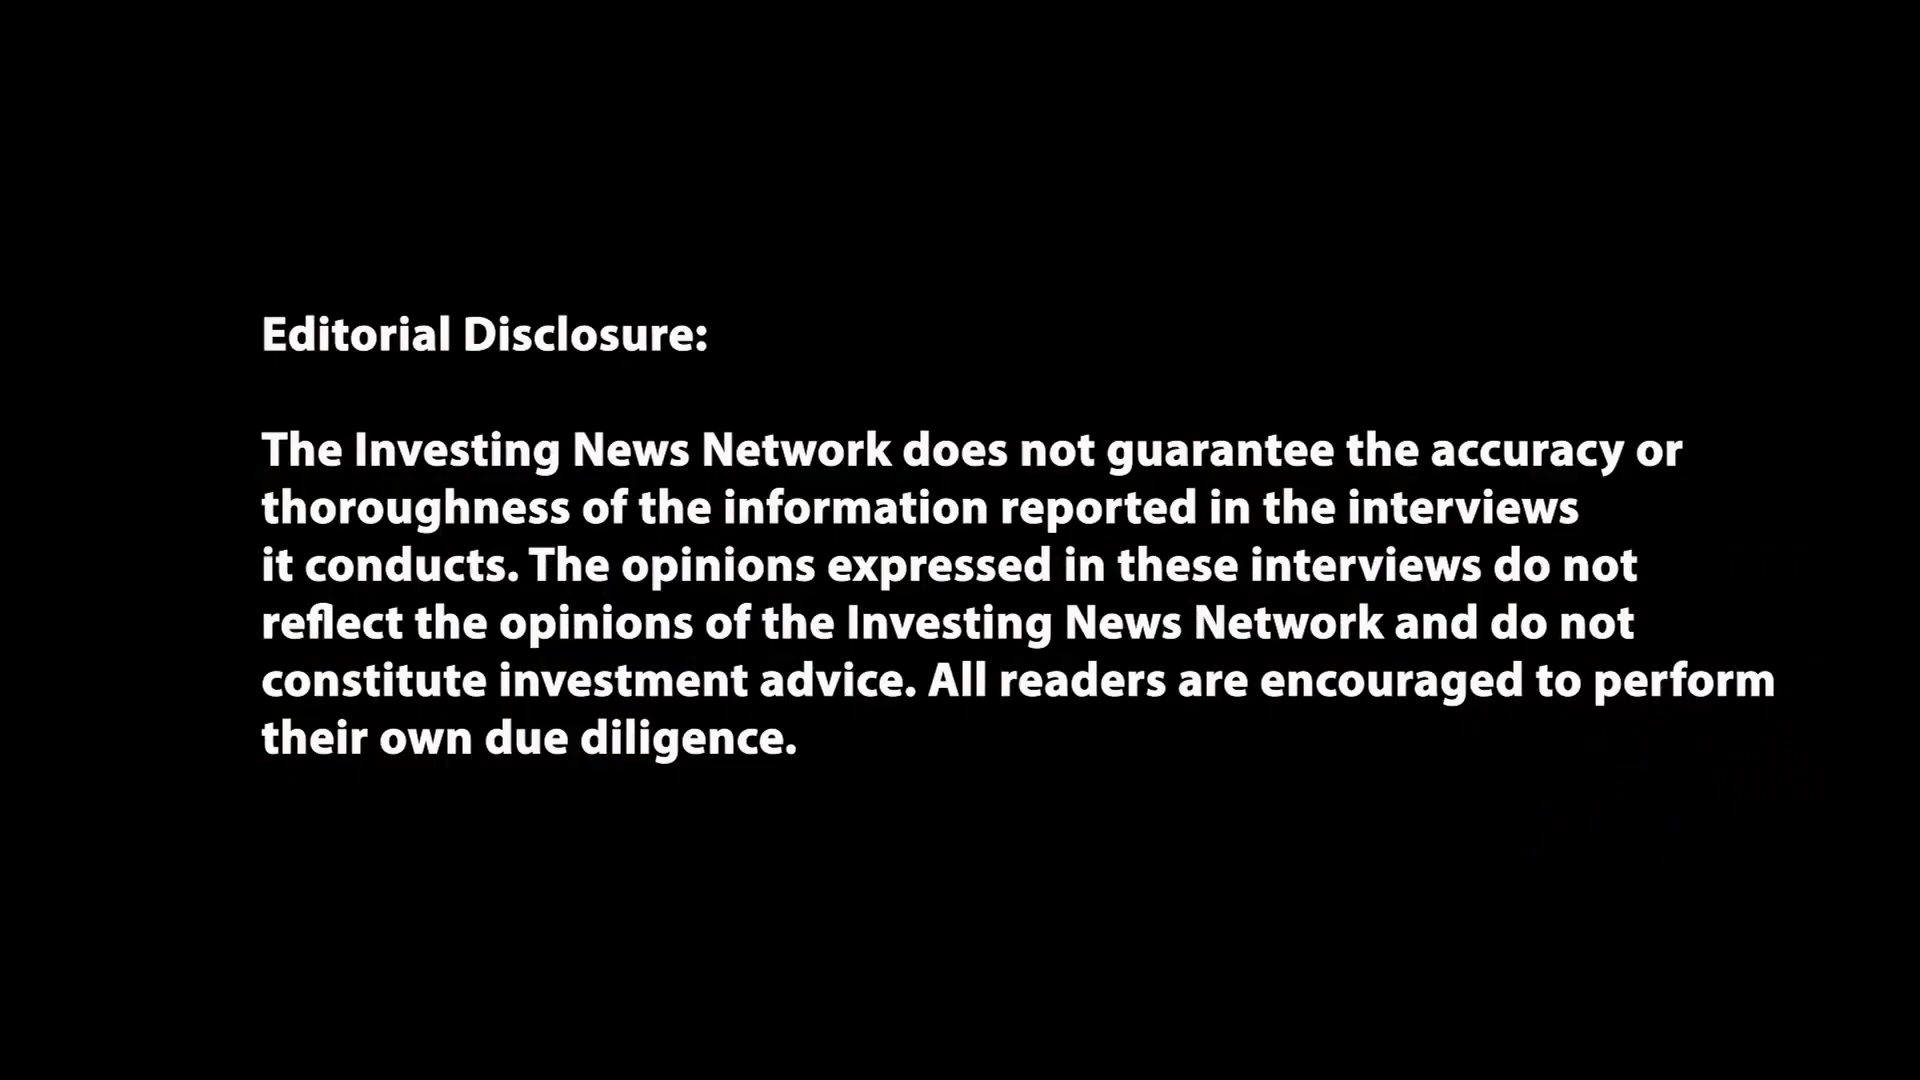 Editorial Disclosure:
The Investing News Network does not guarantee the accuracy or
thoroughness of the information reported in the interviews
it conducts. The opinions expressed in these interviews do not
reflect the opinions of the Investing News Network and do not
constitute investment advice. All readers are encouraged to perform
their own due diligence.